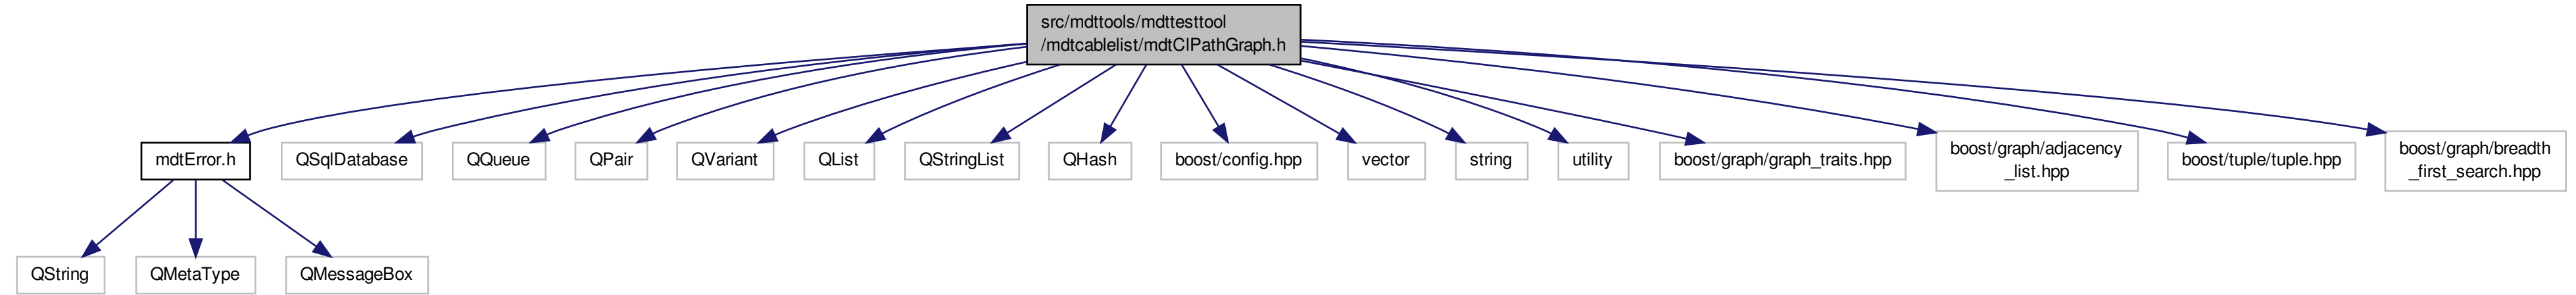 src/mdttools/mdttesttool
/mdtcablelist/mdtClPathGraph.h
mdtError.h
QSqlDatabase
QQueue
QPair
QVariant
QList
QStringList
QHash
boost/config.hpp
vector
string
utility
boost/graph/graph_traits.hpp
boost/graph/adjacency
_list.hpp
boost/tuple/tuple.hpp
boost/graph/breadth
_first_search.hpp
QString
QMetaType
QMessageBox